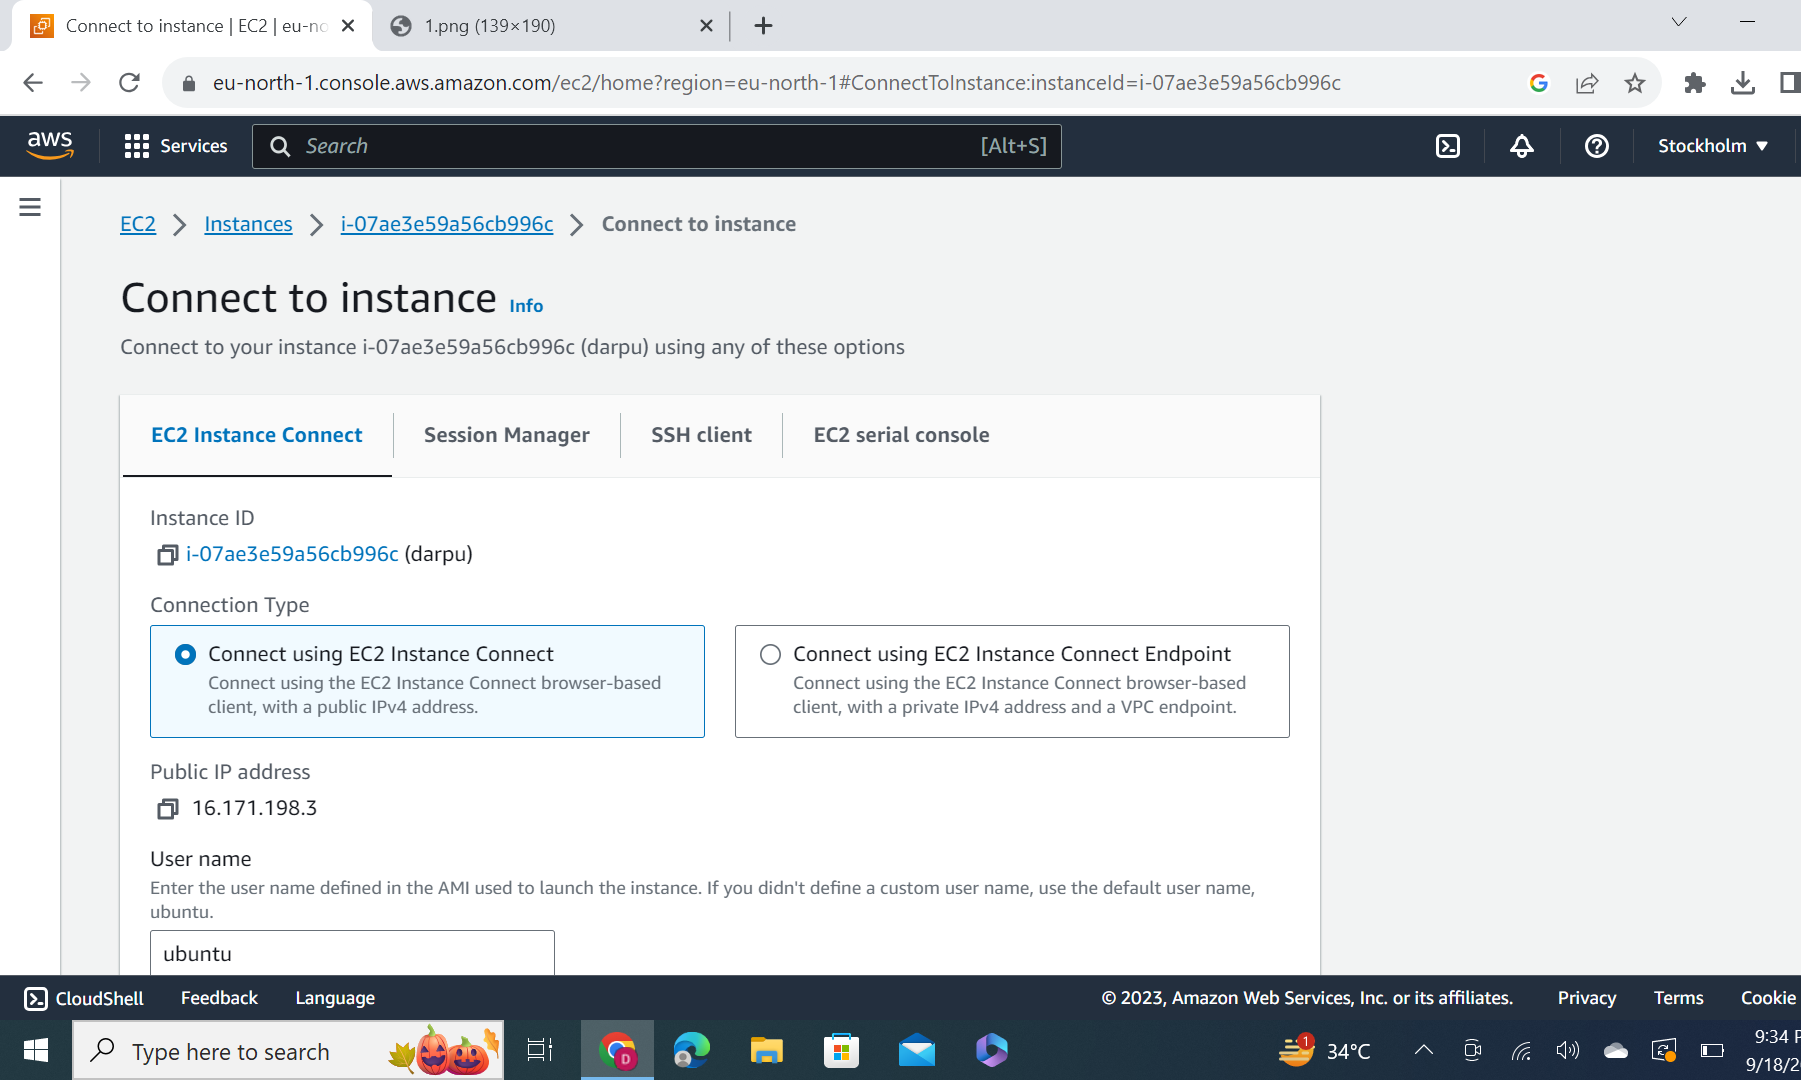 Connect to instance | EC2 | eu-no
1.png (139×190)
eu-north-1.console.aws.amazon.com/ec2/home?region=eu-north-1#ConnectToInstance:instanceId=i-07ae3e59a56cb996c
aws
Services
Search
[Alt+S]
Stockholm
EC2
Instances
i-07ae3e59a56cb996c
Connect to instance
Connect to instance Info
Connect to your instance i-07ae3e59a56cb996c (darpu) using any of these options
EC2 Instance Connect
Session Manager
SSH client
EC2 serial console
Instance ID
i-07ae3e59a56cb996c (darpu)
Connection Type
Connect using EC2 Instance Connect
Connect using the EC2 Instance Connect browser-based
client, with a public IPv4 address.
Connect using EC2 Instance Connect Endpoint
Connect using the EC2 Instance Connect browser-based
client, with a private IPv4 address and a VPC endpoint.
Public IP address
16.171.198.3
User name
Enter the user name defined in the AMI used to launch the instance. If you didn't define a custom user name, use the default user name,
ubuntu.
ubuntu
CloudShell
Feedback
Language
© 2023, Amazon Web Services, Inc. or its affiliates.
Privacy
Terms
Cookie
Type here to search
D
1
34°C
9:34 P
9/18/2